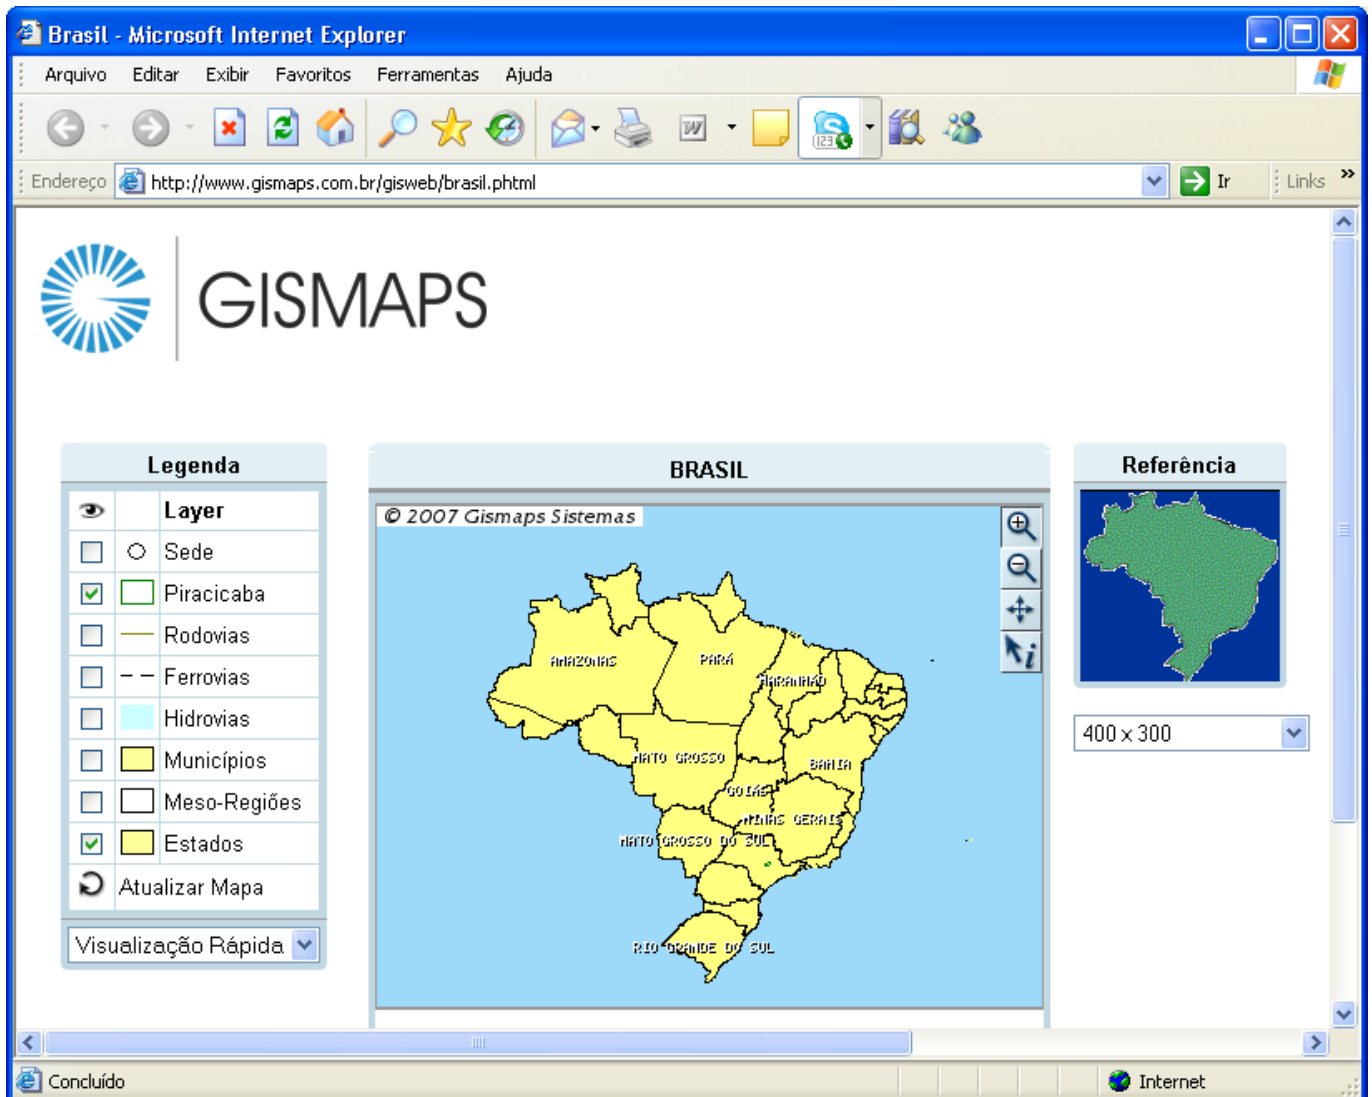 Brasil - Microsoft Internet Explorer
Arquivo Editar Exibir Favoritos Ferramentas Ajuda
W
123
Endereço http://www.gismaps.com.br/gisweb/brasil.phtml Ir Links »
GISMAPS
Legenda
Layer
Sede
Piracicaba
Rodovias
Ferrovias
Hidrovias
Municípios
Meso-Regiões
Estados
Atualizar Mapa
Visualização Rápida
BRASIL
© 2007 Gismaps Sistemas
AMAZONAS
PARÁ
MARANHÃO
MATO GROSSO
BAHIA
GOIÁS
MINAS GERAIS
MATO GROSSO DO SUL
RIO GRANDE DO SUL
i
Referência
400 x 300
Concluído
Internet